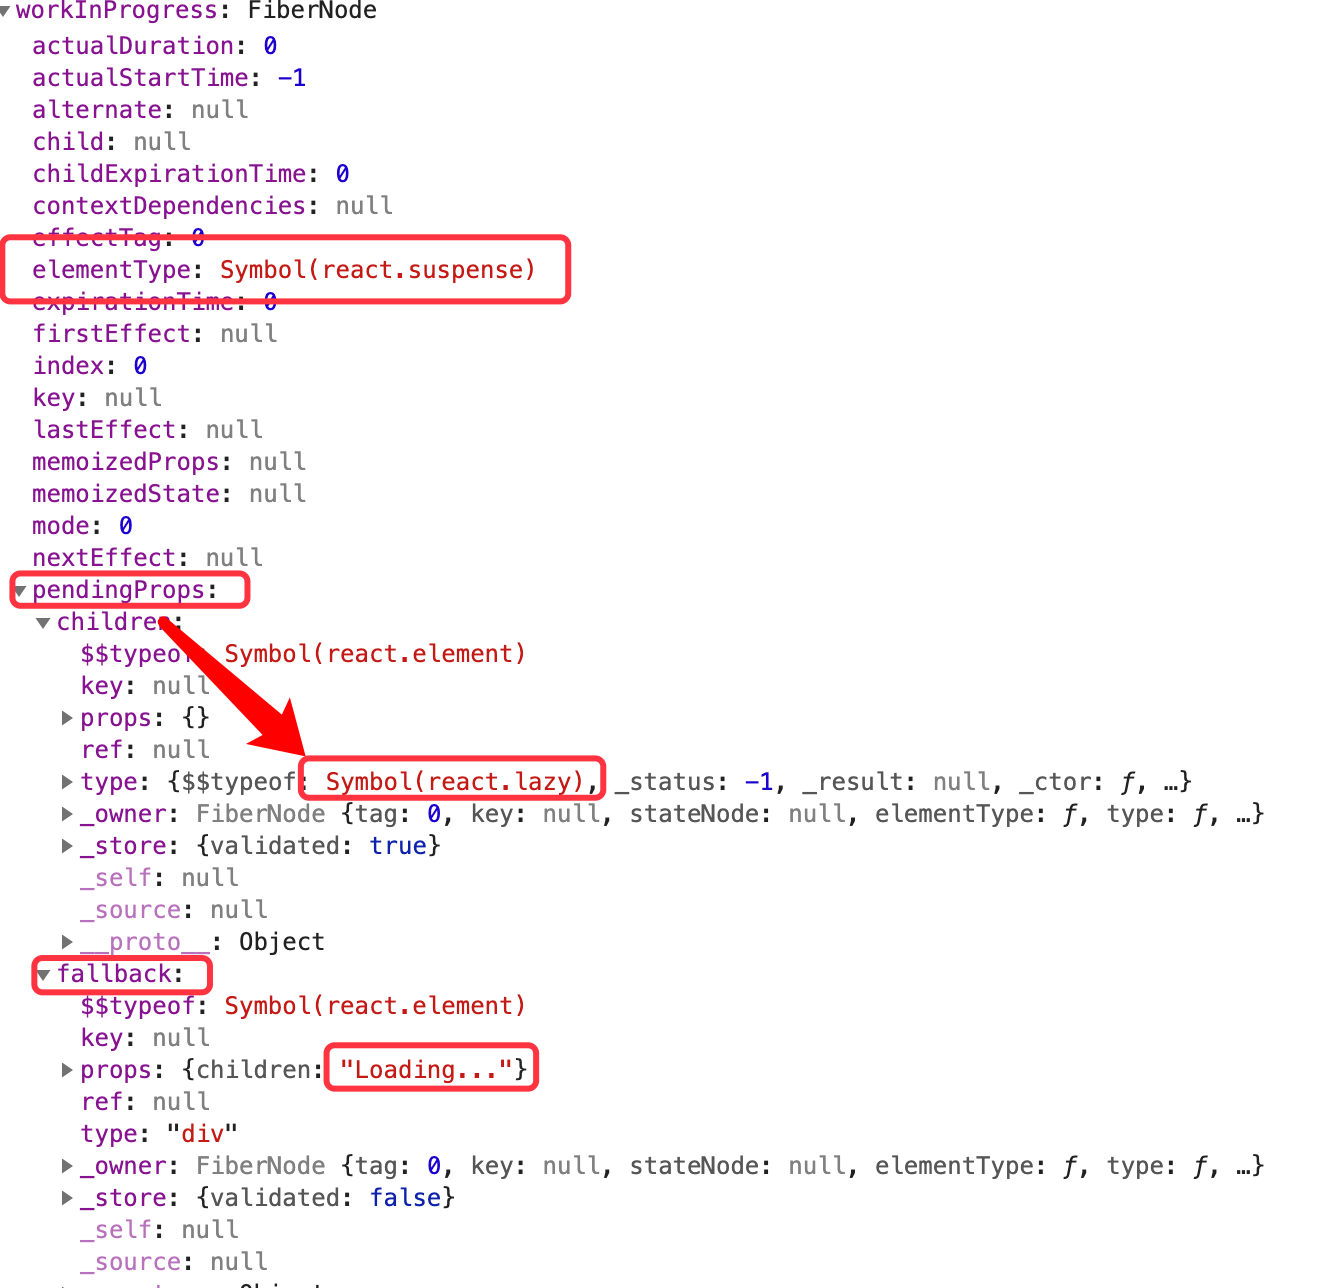 ▼workInProgress: FiberNode
actualDuration: 0
actualStartTime: -1
alternate: null
child: null
childExpirationTime: 0
contextDependencies: null
effectTag: 0
elementType: Symbol(react.suspense)
expirationTime: 0
firstEffect: null
index: 0
key: null
lastEffect: null
memoizedProps: null
memoizedState: null
mode: 0
nextEffect: null
▼pendingProps:
▼children:
$$typeof: Symbol(react.element)
key: null
▶props: {}
ref: null
▶type: {$$typeof: Symbol(react.lazy), _status: -1, _result: null, _ctor: ƒ, …}
▶_owner: FiberNode {tag: 0, key: null, stateNode: null, elementType: ƒ, type: ƒ, …}
▶_store: {validated: true}
_self: null
_source: null
▶__proto__: Object
▼fallback:
$$typeof: Symbol(react.element)
key: null
▶props: {children: "Loading..."}
ref: null
type: "div"
▶_owner: FiberNode {tag: 0, key: null, stateNode: null, elementType: ƒ, type: ƒ, …}
▶_store: {validated: false}
_self: null
_source: null